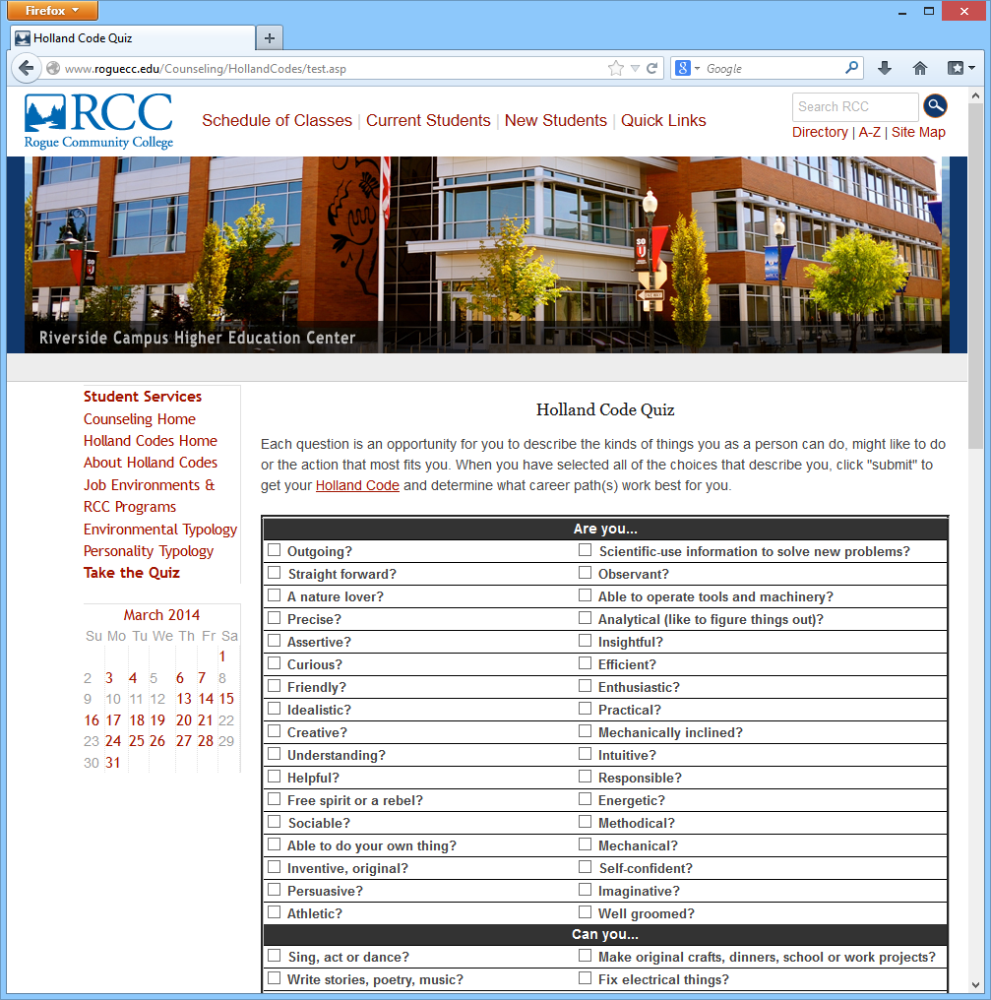 Firefox
Holland Code Quiz
www.roguecc.edu/Counseling/HollandCodes/test.asp
Google
RCC
Rogue Community College
Schedule of Classes | Current Students | New Students | Quick Links
Search RCC
Directory | A-Z | Site Map
SO
U
Riverside Campus Higher Education Center
Student Services
Counseling Home
Holland Codes Home
About Holland Codes
Job Environments &
RCC Programs
Environmental Typology
Personality Typology
Take the Quiz
March 2014
Su Mo Tu We Th Fr Sa
1
2 3 4 5 6 7 8
9 10 11 12 13 14 15
16 17 18 19 20 21 22
23 24 25 26 27 28 29
30 31
Holland Code Quiz
Each question is an opportunity for you to describe the kinds of things you as a person can do, might like to do
or the action that most fits you. When you have selected all of the choices that describe you, click "submit" to
get your Holland Code and determine what career path(s) work best for you.
Are you...
Outgoing? Scientific-use information to solve new problems?
Straight forward? Observant?
A nature lover? Able to operate tools and machinery?
Precise? Analytical (like to figure things out)?
Assertive? Insightful?
Curious? Efficient?
Friendly? Enthusiastic?
Idealistic? Practical?
Creative? Mechanically inclined?
Understanding? Intuitive?
Helpful? Responsible?
Free spirit or a rebel? Energetic?
Sociable? Methodical?
Able to do your own thing? Mechanical?
Inventive, original? Self-confident?
Persuasive? Imaginative?
Athletic? Well groomed?
Can you...
Sing, act or dance? Make original crafts, dinners, school or work projects?
Write stories, poetry, music? Fix electrical things?